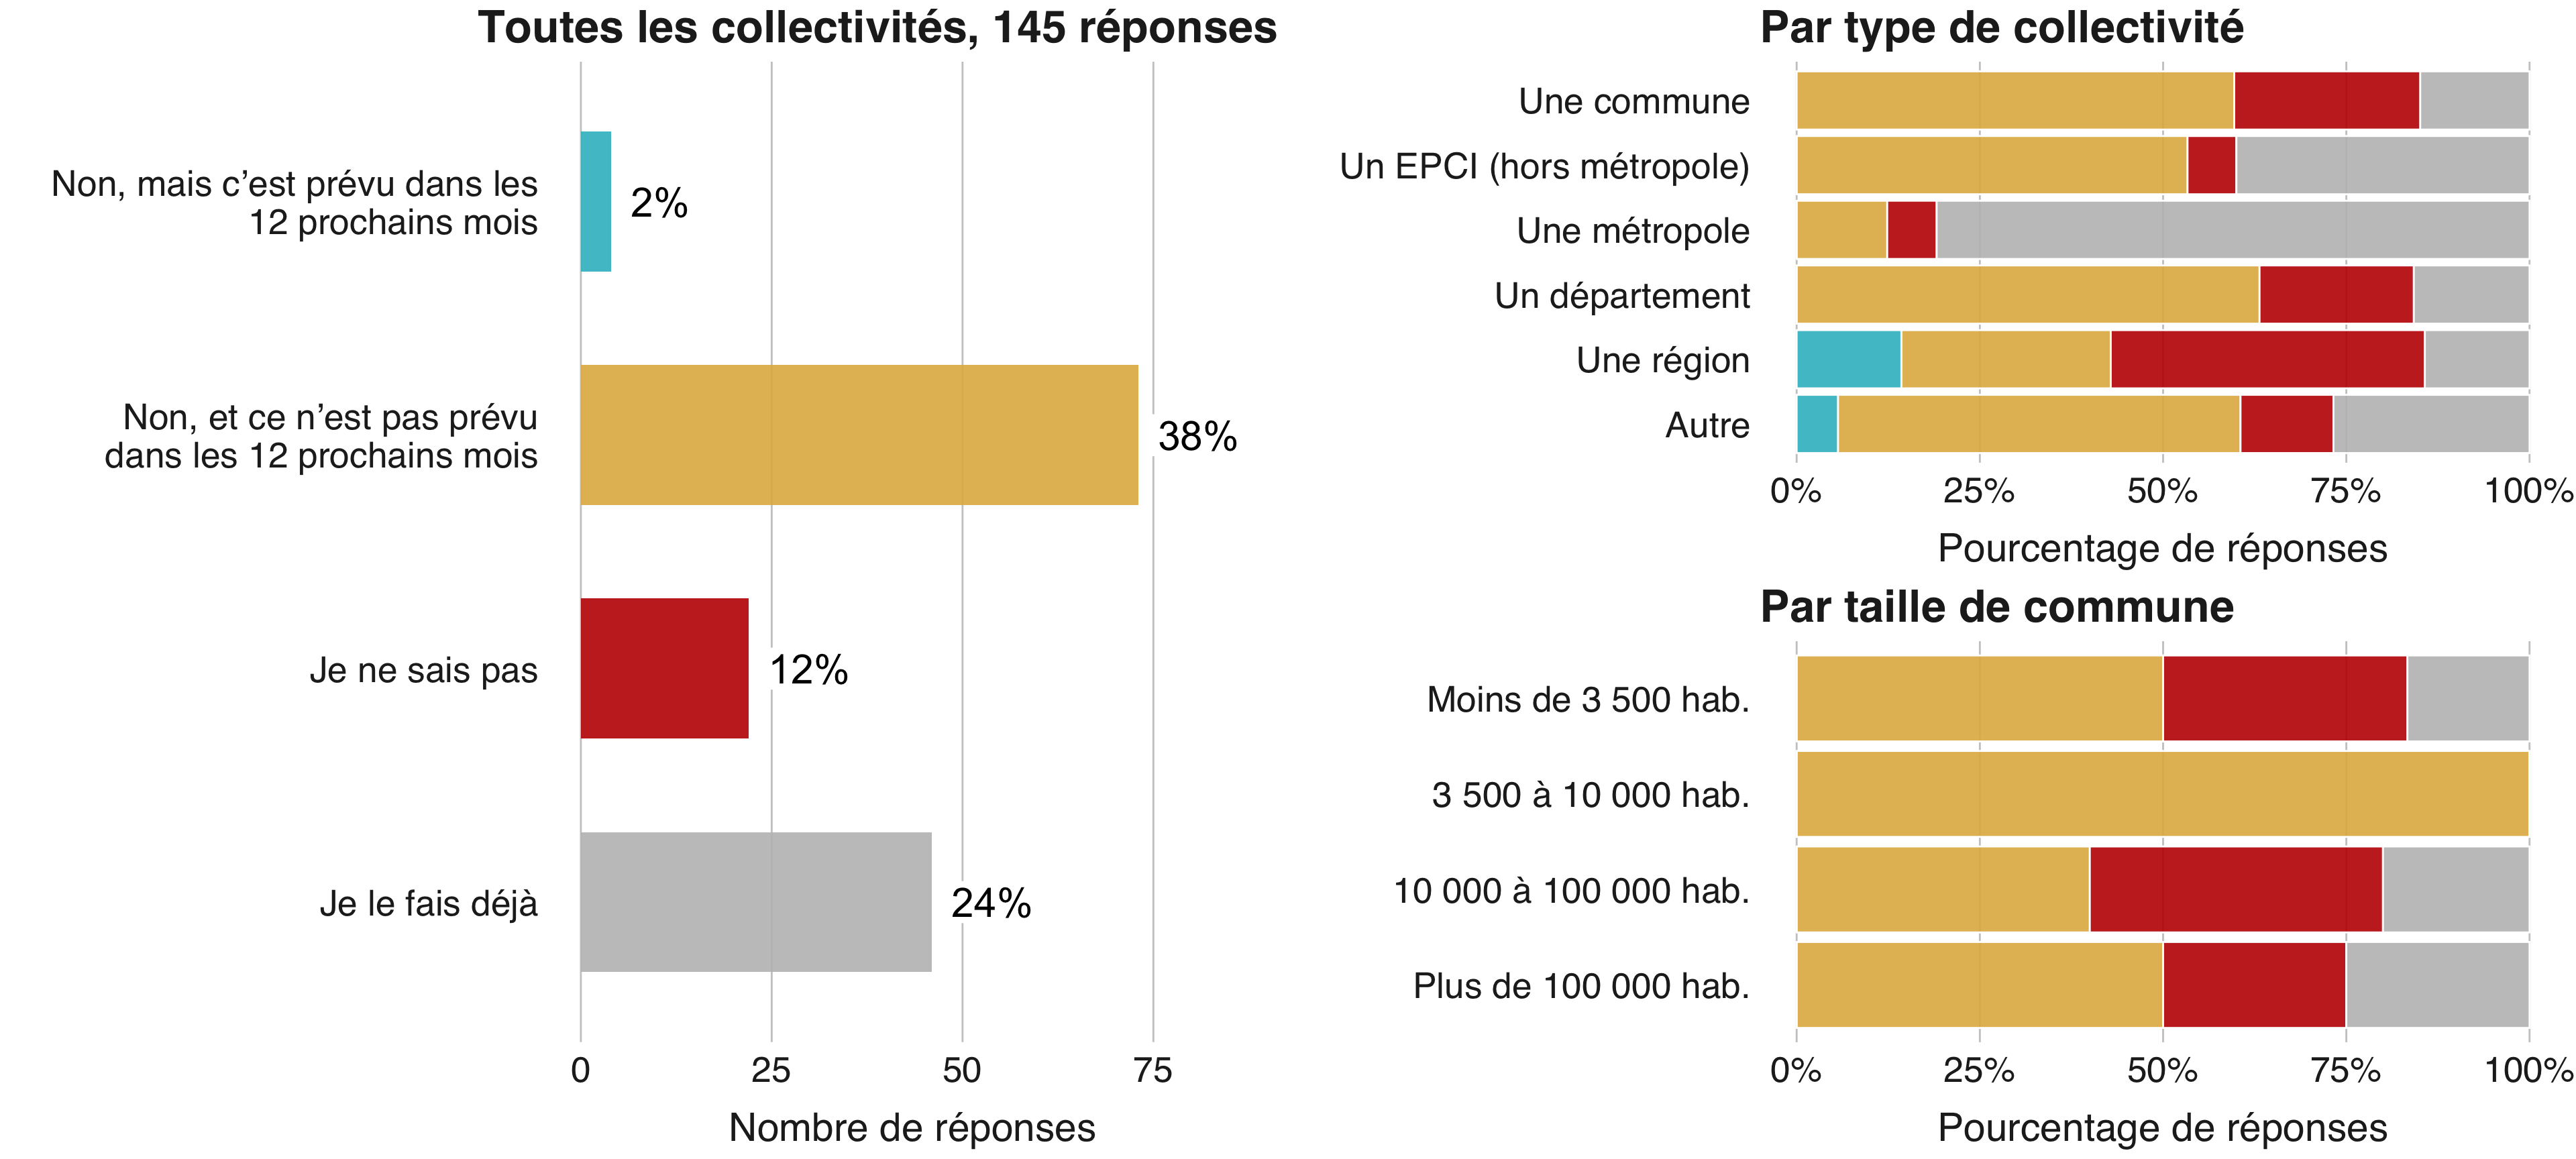 Toutes les collectivités, 145 réponses
Non, mais c’est prévu dans les
12 prochains mois
2%
Non, et ce n’est pas prévu
dans les 12 prochains mois
38%
Je ne sais pas
12%
Je le fais déjà
24%
0 25 50 75
Nombre de réponses
Par type de collectivité
Une commune
Un EPCI (hors métropole)
Une métropole
Un département
Une région
Autre
0% 25% 50% 75% 100%
Pourcentage de réponses
Par taille de commune
Moins de 3 500 hab.
3 500 à 10 000 hab.
10 000 à 100 000 hab.
Plus de 100 000 hab.
0% 25% 50% 75% 100%
Pourcentage de réponses